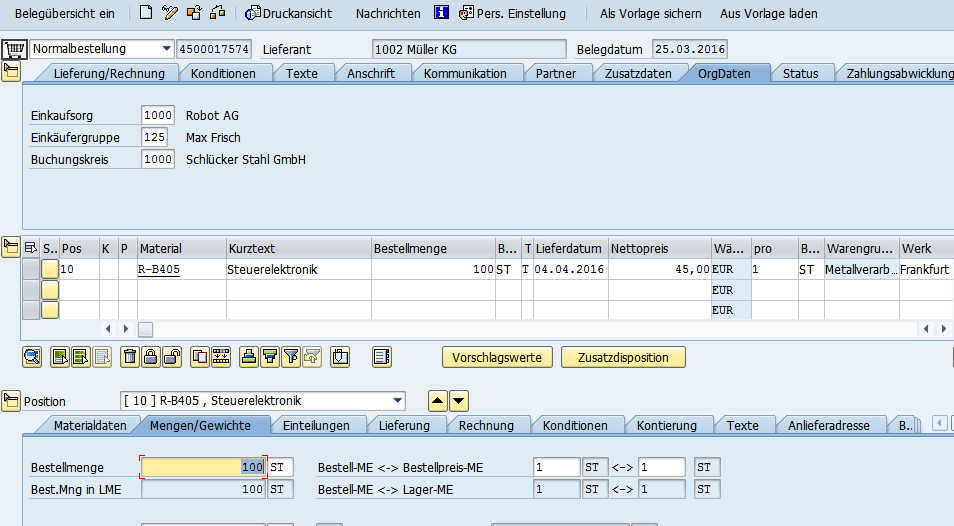 Belegübersicht ein Druckansicht Nachrichten Pers. Einstellung Als Vorlage sichern Aus Vorlage laden
Normalbestellung 4500017574 Lieferant 1002 Müller KG Belegdatum 25.03.2016
Lieferung/Rechnung Konditionen Texte Anschrift Kommunikation Partner Zusatzdaten OrgDaten Status Zahlungsabwicklung
Einkaufsorg 1000 Robot AG
Einkäufergruppe 125 Max Frisch
Buchungskreis 1000 Schlücker Stahl GmbH
S.. Pos K P Material Kurztext Bestellmenge B... T Lieferdatum Nettopreis Wä... pro B... Warengru... Werk
10 R-B405 Steuerelektronik 100 ST T 04.04.2016 45,00 EUR 1 ST Metallverarb... Frankfurt
EUR
EUR
Vorschlagswerte Zusatzdisposition
Position [ 10 ] R-B405 , Steuerelektronik
Materialdaten Mengen/Gewichte Einteilungen Lieferung Rechnung Konditionen Kontierung Texte Anlieferadresse B..
Bestellmenge 100 ST Bestell-ME <-> Bestellpreis-ME 1 ST <-> 1 ST
Best.Mng in LME 100 ST Bestell-ME <-> Lager-ME 1 ST <-> 1 ST